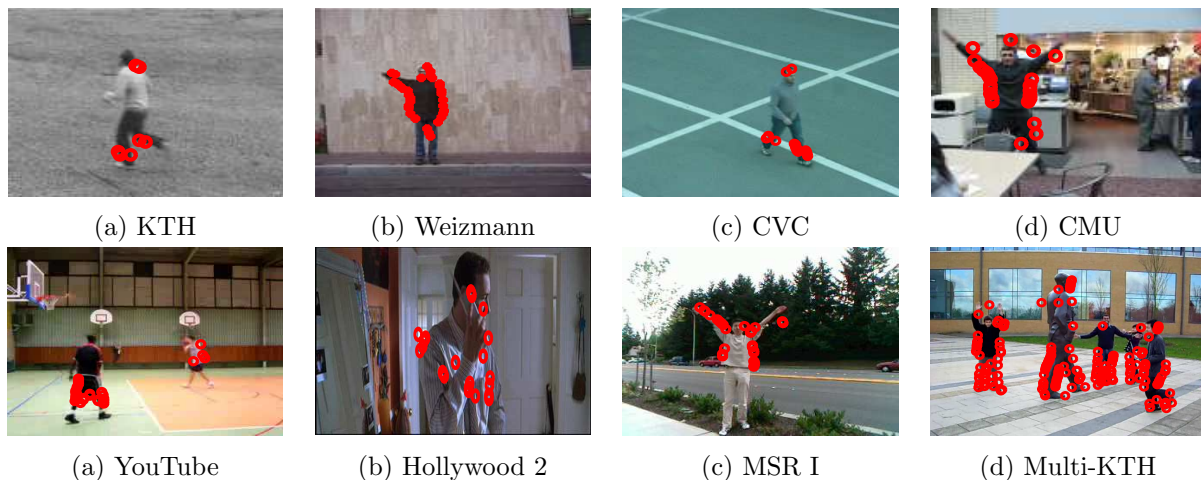 (a) KTH (b) Weizmann (c) CVC (d) CMU
(a) YouTube (b) Hollywood 2 (c) MSR I (d) Multi-KTH